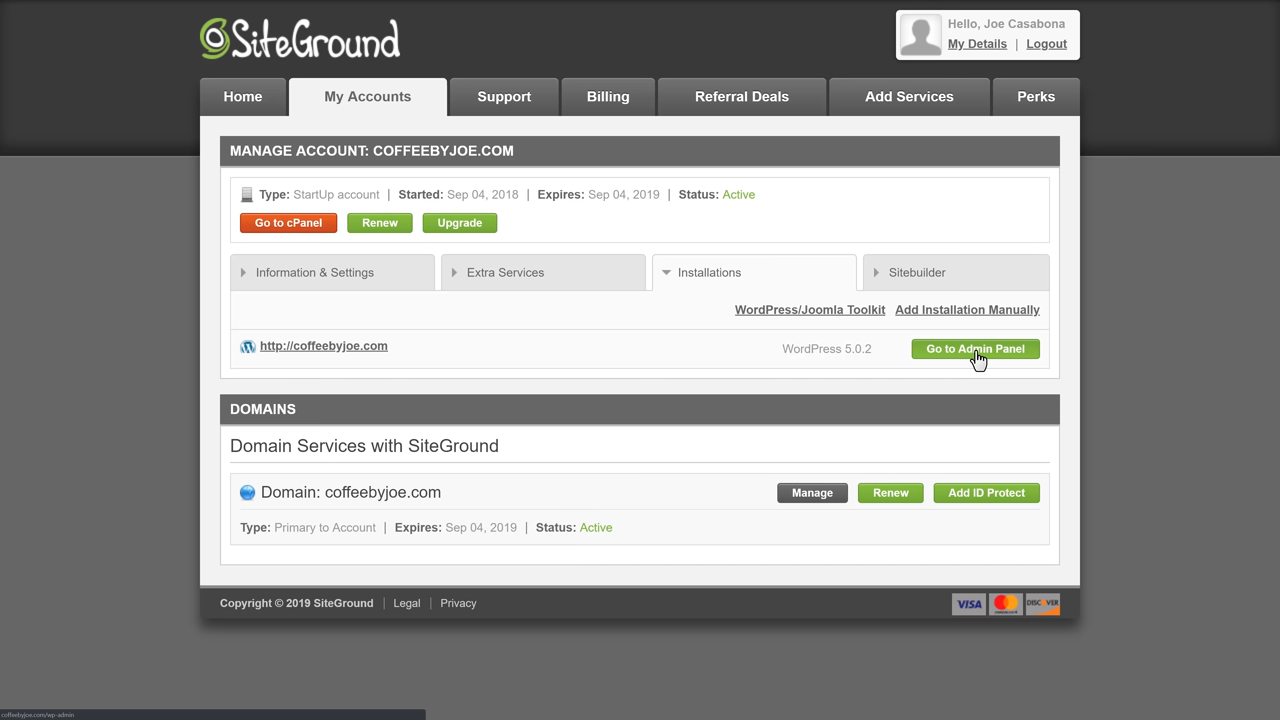 SiteGround
Hello, Joe Casabona
My Details | Logout
Home
My Accounts
Support
Billing
Referral Deals
Add Services
Perks
MANAGE ACCOUNT: COFFEEBYJOE.COM
Type: StartUp account | Started: Sep 04, 2018 | Expires: Sep 04, 2019 | Status: Active
Go to cPanel
Renew
Upgrade
Information & Settings
Extra Services
Installations
Sitebuilder
WordPress/Joomla Toolkit
Add Installation Manually
http://coffeebyjoe.com
WordPress 5.0.2
Go to Admin Panel
DOMAINS
Domain Services with SiteGround
Domain: coffeebyjoe.com
Manage
Renew
Add ID Protect
Type: Primary to Account | Expires: Sep 04, 2019 | Status: Active
Copyright © 2019 SiteGround | Legal | Privacy
VISA
DISCOVER
coffeebyjoe.com/wp-admin